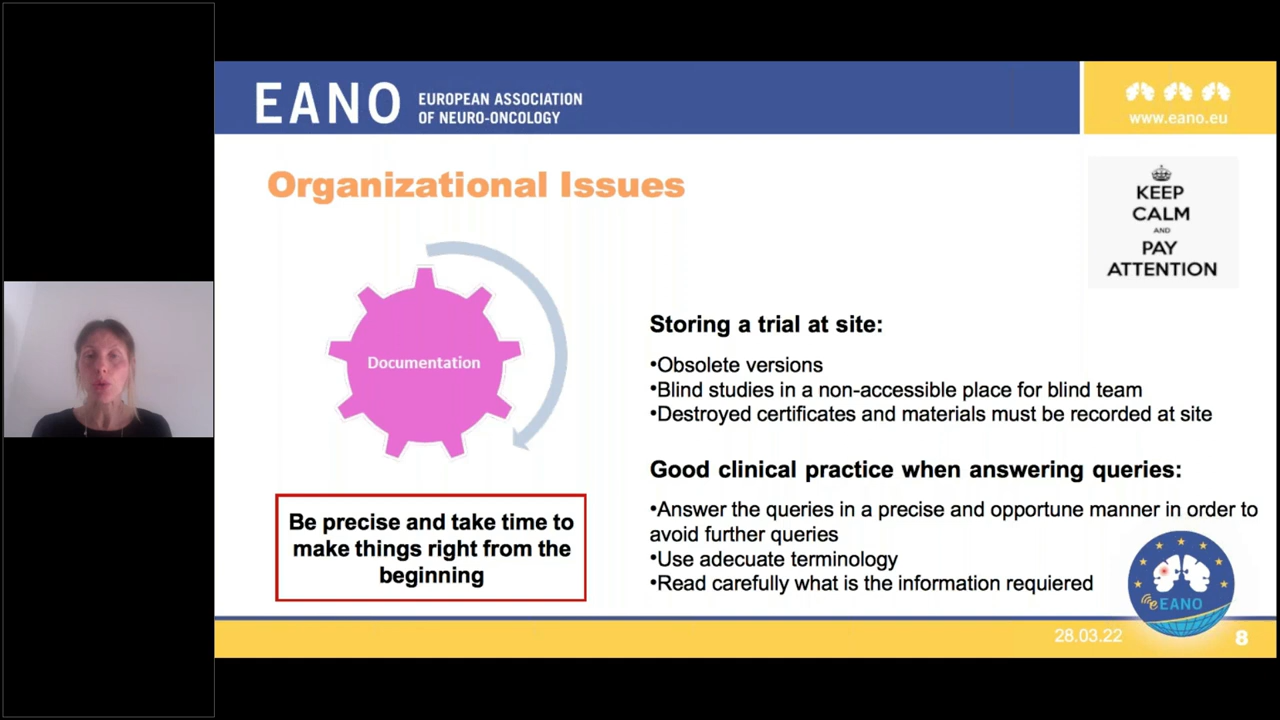 EANO
EUROPEAN ASSOCIATION
OF NEURO-ONCOLOGY
www.eano.eu
Organizational Issues
KEEP
CALM
AND
PAY
ATTENTION
Documentation
Storing a trial at site:
•Obsolete versions
•Blind studies in a non-accessible place for blind team
•Destroyed certificates and materials must be recorded at site
Good clinical practice when answering queries:
•Answer the queries in a precise and opportune manner in order to
avoid further queries
•Use adecuate terminology
•Read carefully what is the information requiered
Be precise and take time to
make things right from the
beginning
eEANO
28.03.22
8